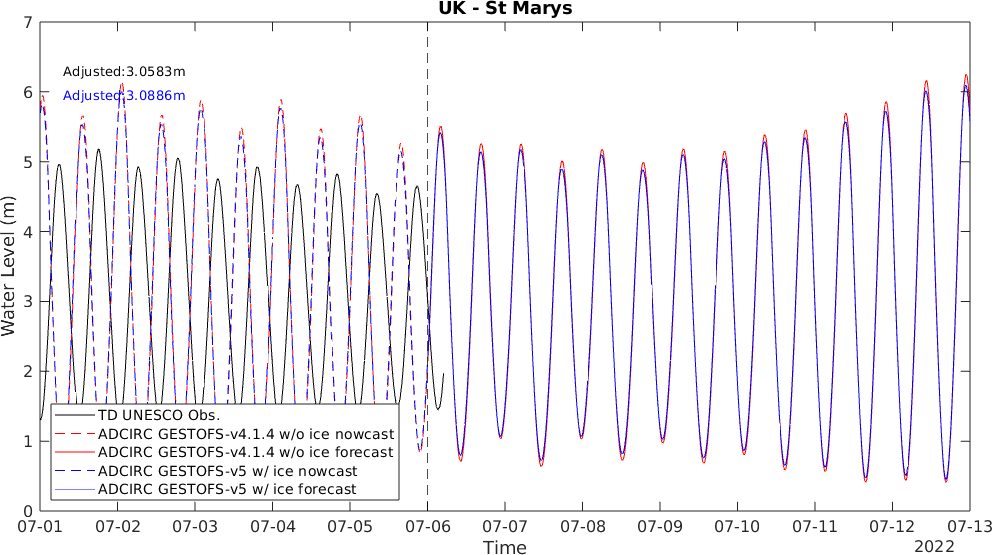 UK - St Marys
7
6
5
4
3
2
1
0
Water Level (m)
Adjusted:3.0583m
Adjusted:3.0886m
TD UNESCO Obs.
ADCIRC GESTOFS-v4.1.4 w/o ice nowcast
ADCIRC GESTOFS-v4.1.4 w/o ice forecast
ADCIRC GESTOFS-v5 w/ ice nowcast
ADCIRC GESTOFS-v5 w/ ice forecast
07-01 07-02 07-03 07-04 07-05 07-06 07-07 07-08 07-09 07-10 07-11 07-12 07-13
Time
2022